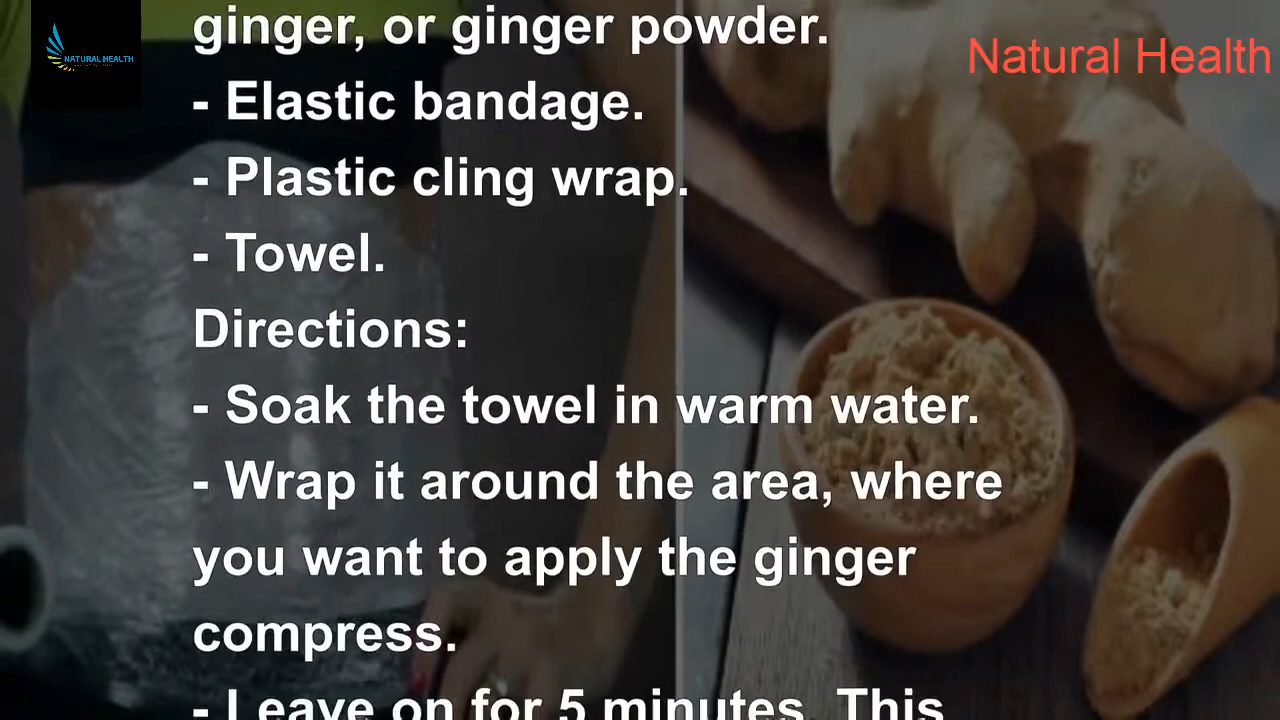 ginger, or ginger powder.
NATURAL HEALTH
Natural Health
- Elastic bandage.
- Plastic cling wrap.
- Towel.
Directions:
- Soak the towel in warm water.
- Wrap it around the area, where
you want to apply the ginger
compress.
- Leave on for 5 minutes. This